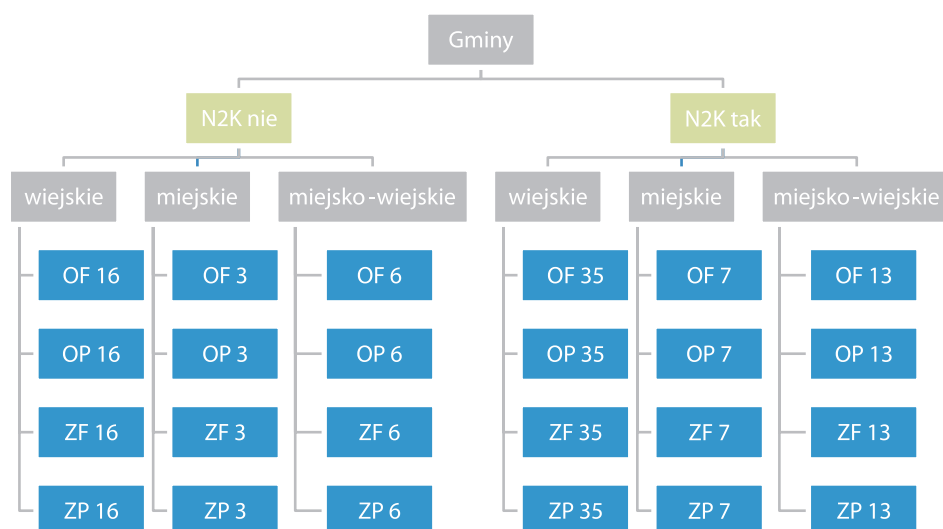 Gminy
N2K nie
N2K tak
wiejskie
miejskie
miejsko-wiejskie
wiejskie
miejskie
miejsko-wiejskie
OF 16
OF 3
OF 6
OF 35
OF 7
OF 13
OP 16
OP 3
OP 6
OP 35
OP 7
OP 13
ZF 16
ZF 3
ZF 6
ZF 35
ZF 7
ZF 13
ZP 16
ZP 3
ZP 6
ZP 35
ZP 7
ZP 13